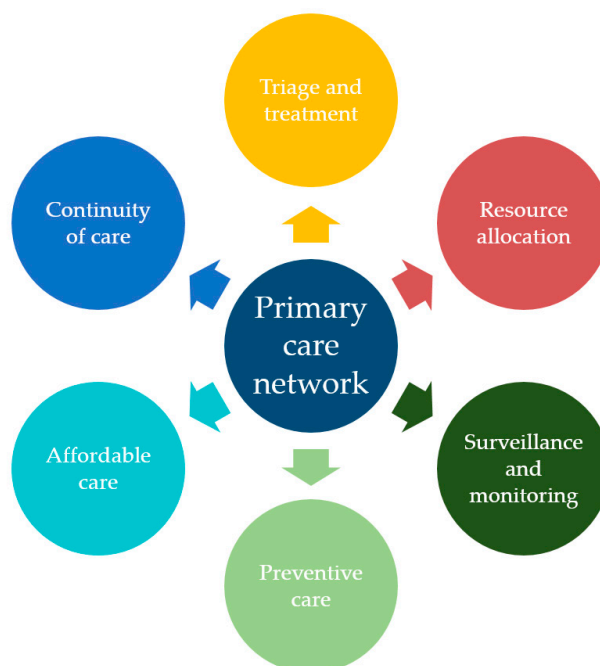 Triage and
treatment
Continuity
of care
Resource
allocation
Primary
care
network
Affordable
care
Surveillance
and
monitoring
Preventive
care